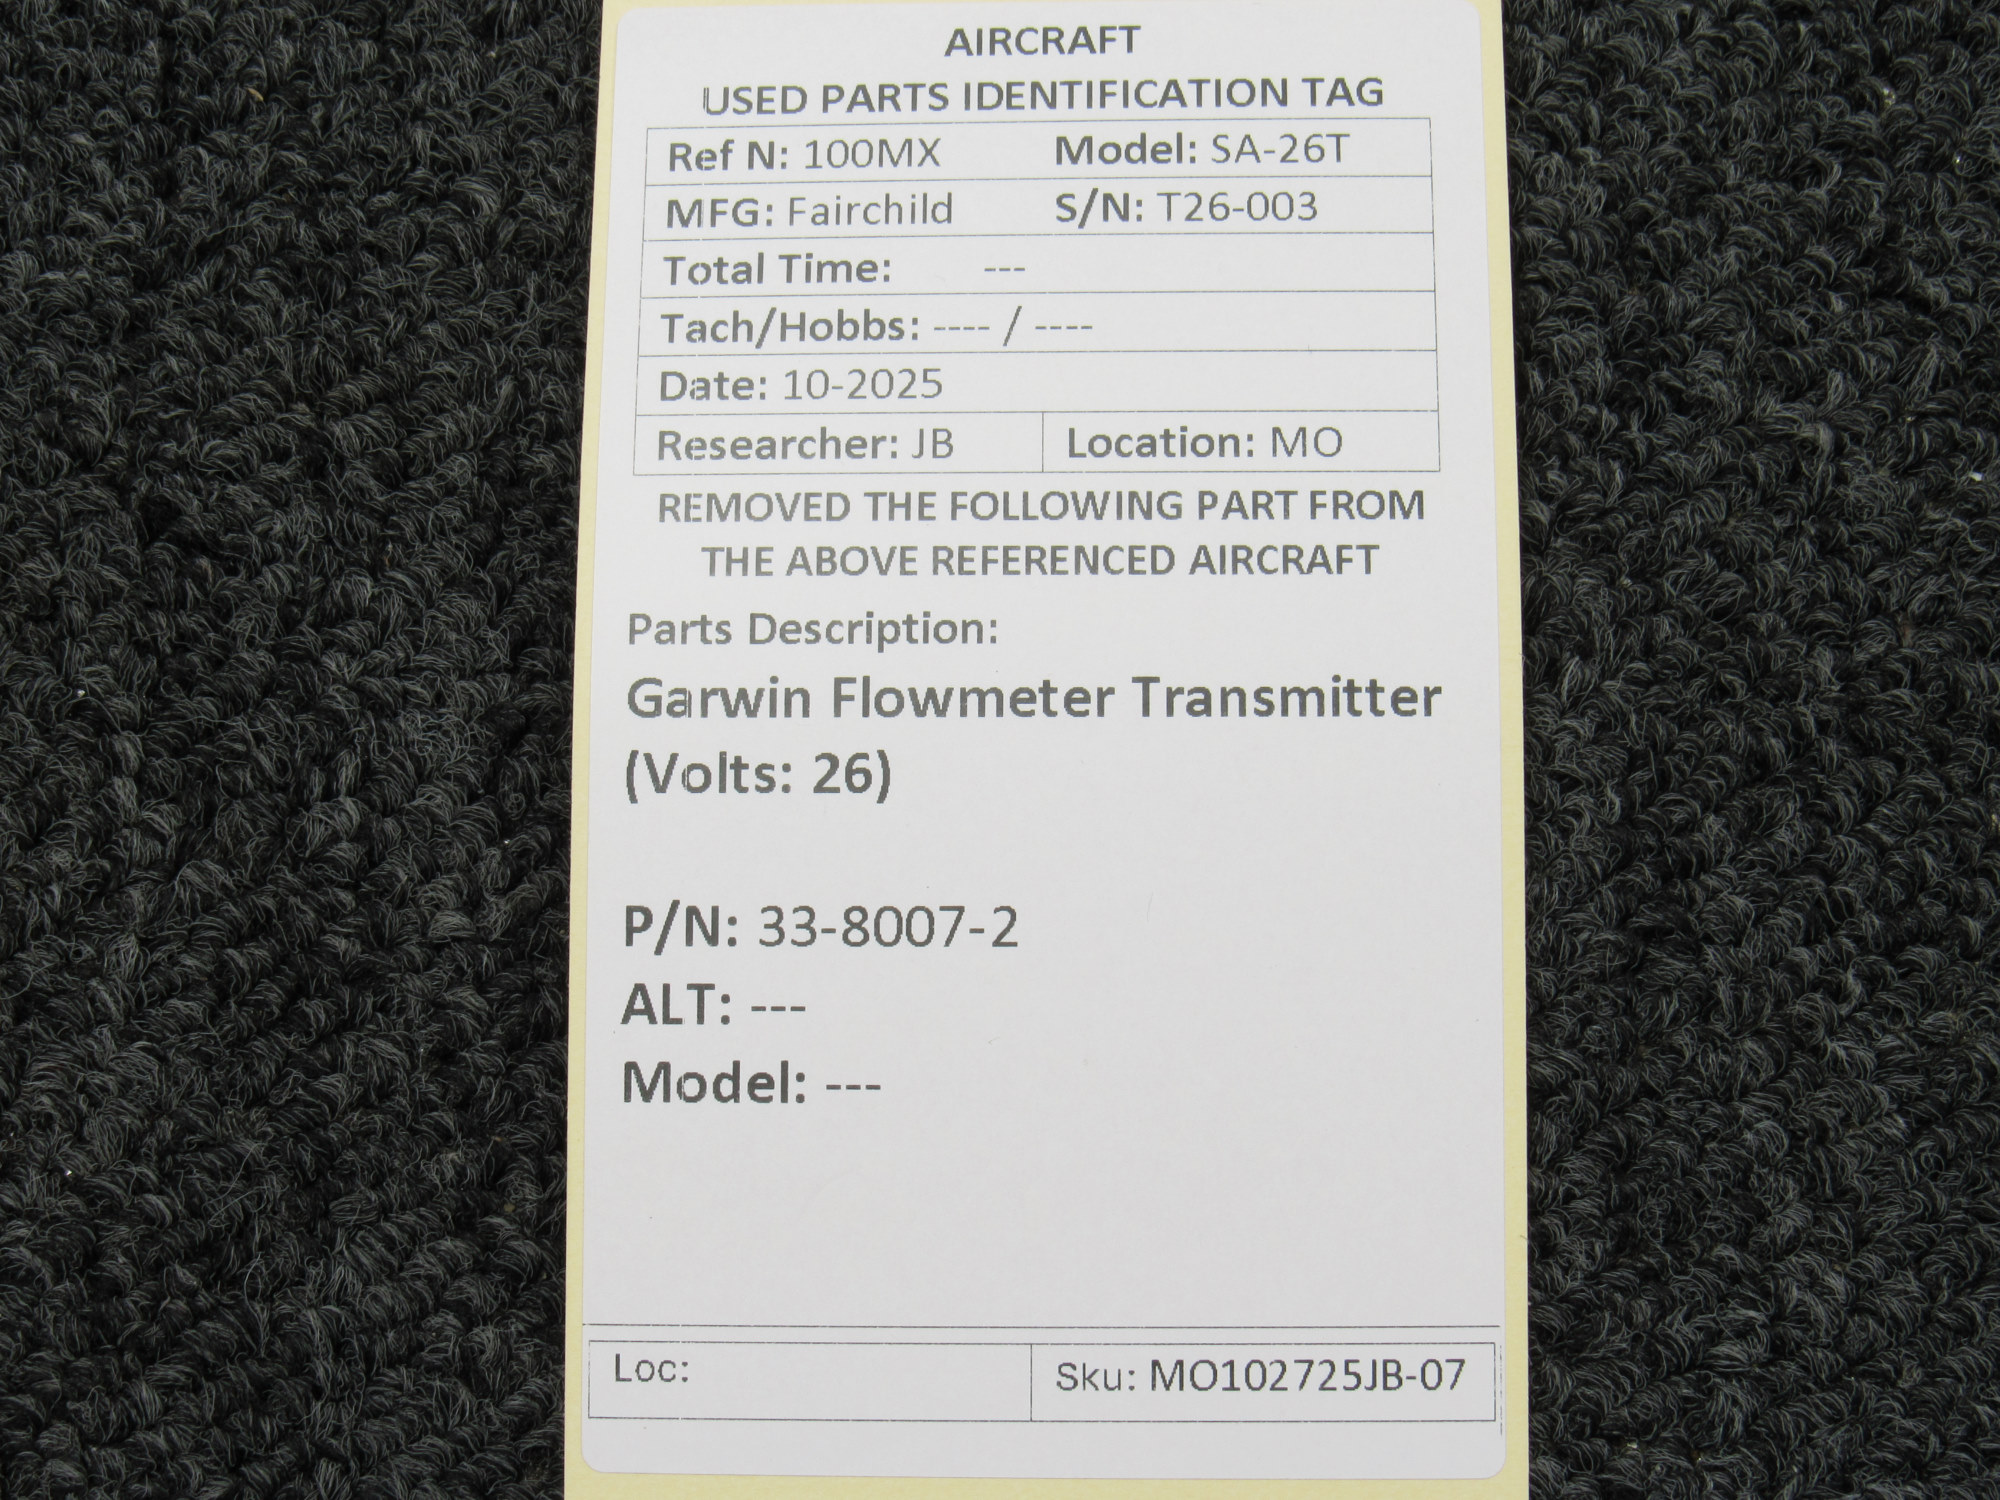 AIRCRAFT
USED PARTS IDENTIFICATION TAG
Ref N: 100MX Model: SA-26T
MFG: Fairchild S/N: T26-003
Total Time: ---
Tach/Hobbs: ---- / ----
Date: 10-2025
Researcher: JB Location: MO
REMOVED THE FOLLOWING PART FROM
THE ABOVE REFERENCED AIRCRAFT
Parts Description:
Garwin Flowmeter Transmitter
(Volts: 26)
P/N: 33-8007-2
ALT: ---
Model: ---
Loc: Sku: MO102725JB-07